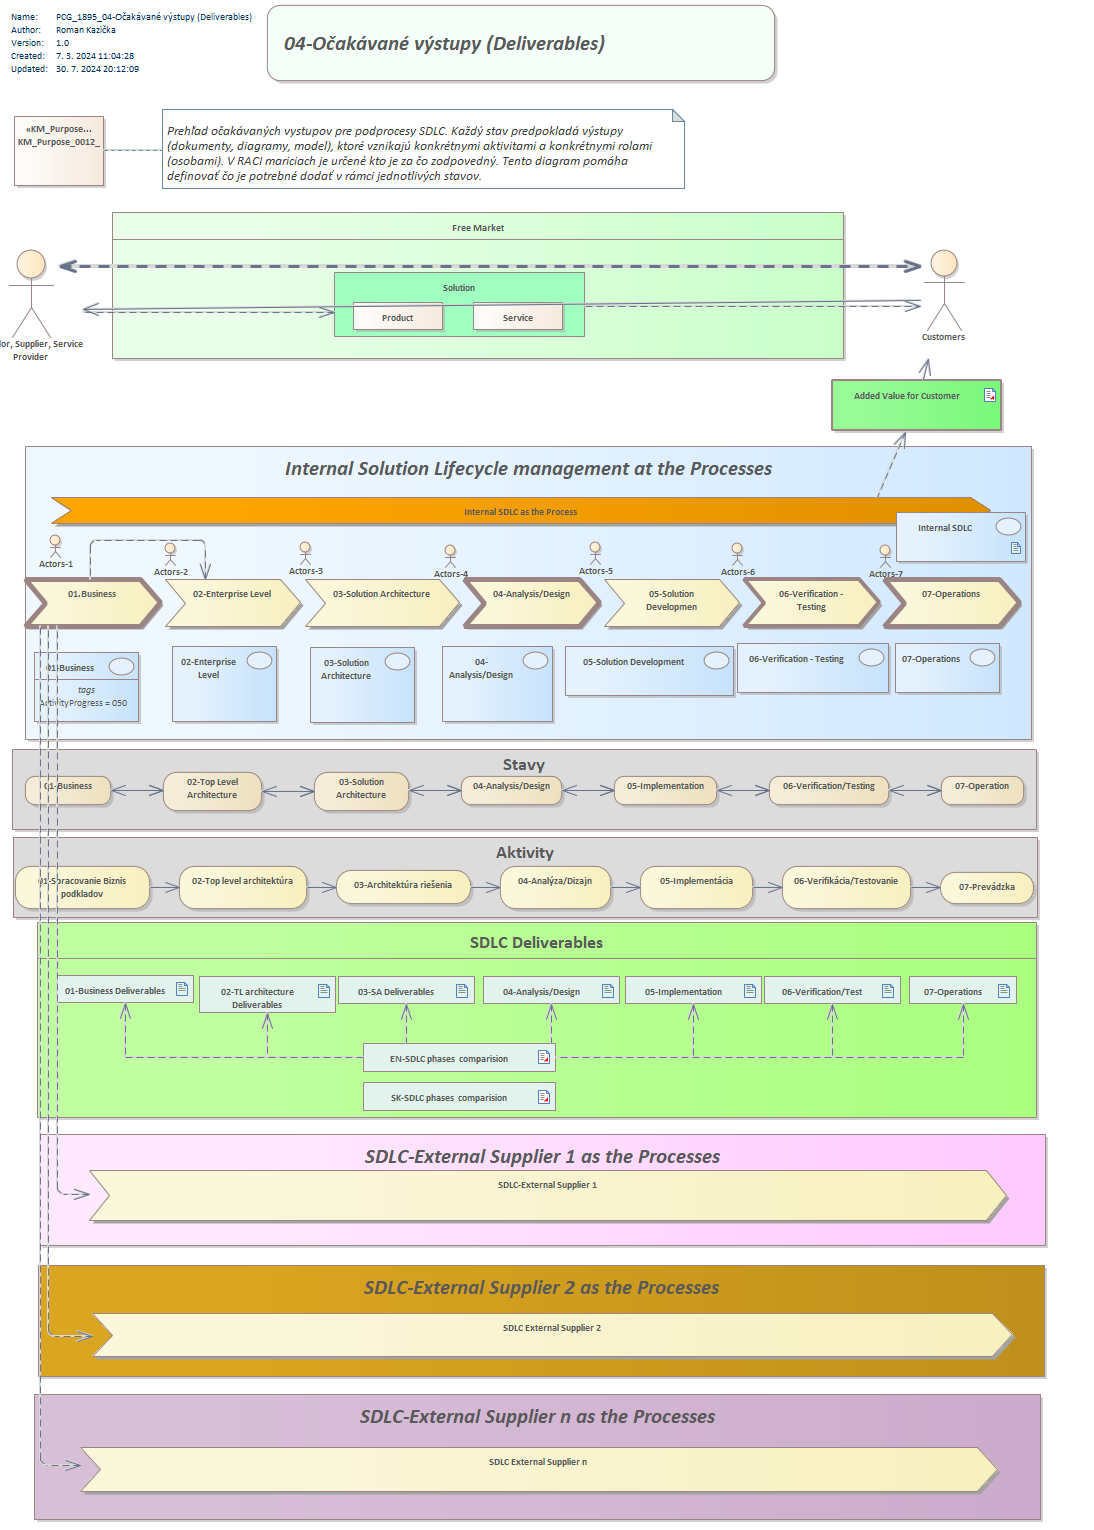 Name: PCG_1895_04-Očakávané výstupy (Deliverables)
Author: Roman Kazička
Version: 1.0
Created: 7. 3. 2024 11:04:28
Updated: 30. 7. 2024 20:12:09
04-Očakávané výstupy (Deliverables)
«KM_Purpose...
KM_Purpose_0012_
Prehľad očakávaných vystupov pre podprocesy SDLC. Každý stav predpokladá výstupy
(dokumenty, diagramy, model), ktoré vznikajú konkrétnymi aktivitami a konkrétnymi rolami
(osobami). V RACI mariciach je určené kto je za čo zodpovedný. Tento diagram pomáha
definovať čo je potrebné dodať v rámci jednotlivých stavov.
Free Market
Solution
Product
Service
lor, Supplier, Service
Provider
Customers
Added Value for Customer
Internal Solution Lifecycle management at the Processes
Internal SDLC as the Process
Internal SDLC
Actors-1
Actors-2
Actors-3
Actors-4
Actors-5
Actors-6
Actors-7
01.Business
02-Enterprise Level
03-Solution Architecture
04-Analysis/Design
05-Solution
Developmen
06-Verification -
Testing
07-Operations
01-Business
tags
ActivityProgress = 050
02-Enterprise
Level
03-Solution
Architecture
04-
Analysis/Design
05-Solution Development
06-Verification - Testing
07-Operations
Stavy
01-Business
02-Top Level
Architecture
03-Solution
Architecture
04-Analysis/Design
05-Implementation
06-Verification/Testing
07-Operation
Aktivity
01-Spracovanie Biznis
podkladov
02-Top level architektúra
03-Architektúra riešenia
04-Analýza/Dizajn
05-Implementácia
06-Verifikácia/Testovanie
07-Prevádzka
SDLC Deliverables
01-Business Deliverables
02-TL architecture
Deliverables
03-SA Deliverables
04-Analysis/Design
05-Implementation
06-Verification/Test
07-Operations
EN-SDLC phases comparision
SK-SDLC phases comparision
SDLC-External Supplier 1 as the Processes
SDLC-External Supplier 1
SDLC-External Supplier 2 as the Processes
SDLC External Supplier 2
SDLC-External Supplier n as the Processes
SDLC External Supplier n